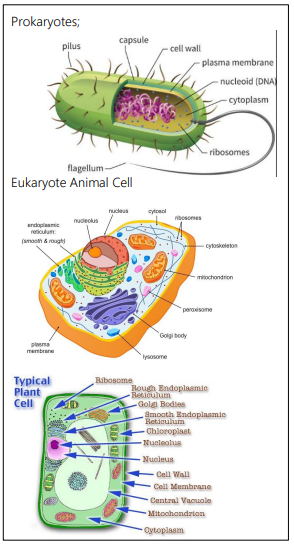 Prokaryotes;
capsule
pilus
cell wall
plasma membrane
nucleoid (DNA)
cytoplasm
ribosomes
flagellum
Eukaryote Animal Cell
nucleus
cytosol
nucleolus
ribosomes
endoplasmic
reticulum:
(smooth & rough)
cytoskeleton
mitochondrion
peroxisome
Golgi body
plasma
membrane
lysosome
Typical
Plant
Cell
Ribosome
Rough Endoplasmic
Reticulum
Golgi Bodies
Smooth Endoplasmic
Reticulum
Chloroplast
Nucleolus
Nucleus
Cell Wall
Cell Membrane
Central Vacuole
Mitochondrion
Cytoplasm